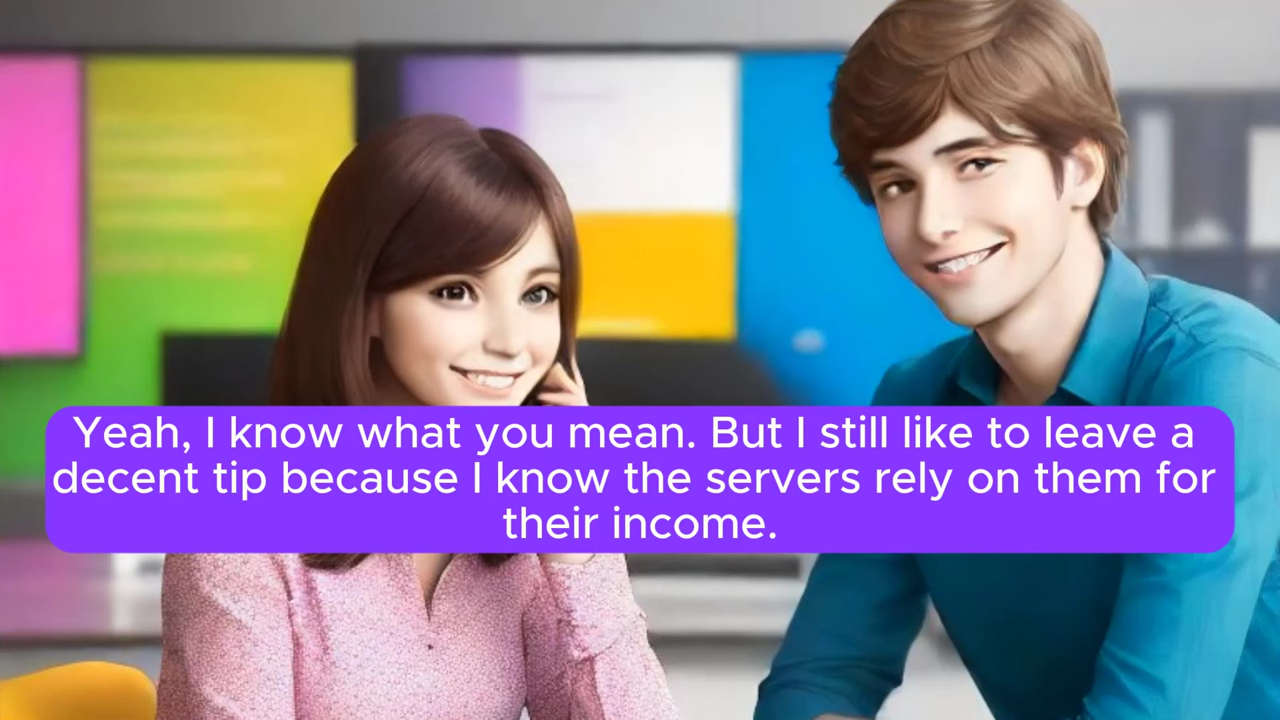 Yeah, I know what you mean. But I still like to leave a
decent tip because I know the servers rely on them for
their income.